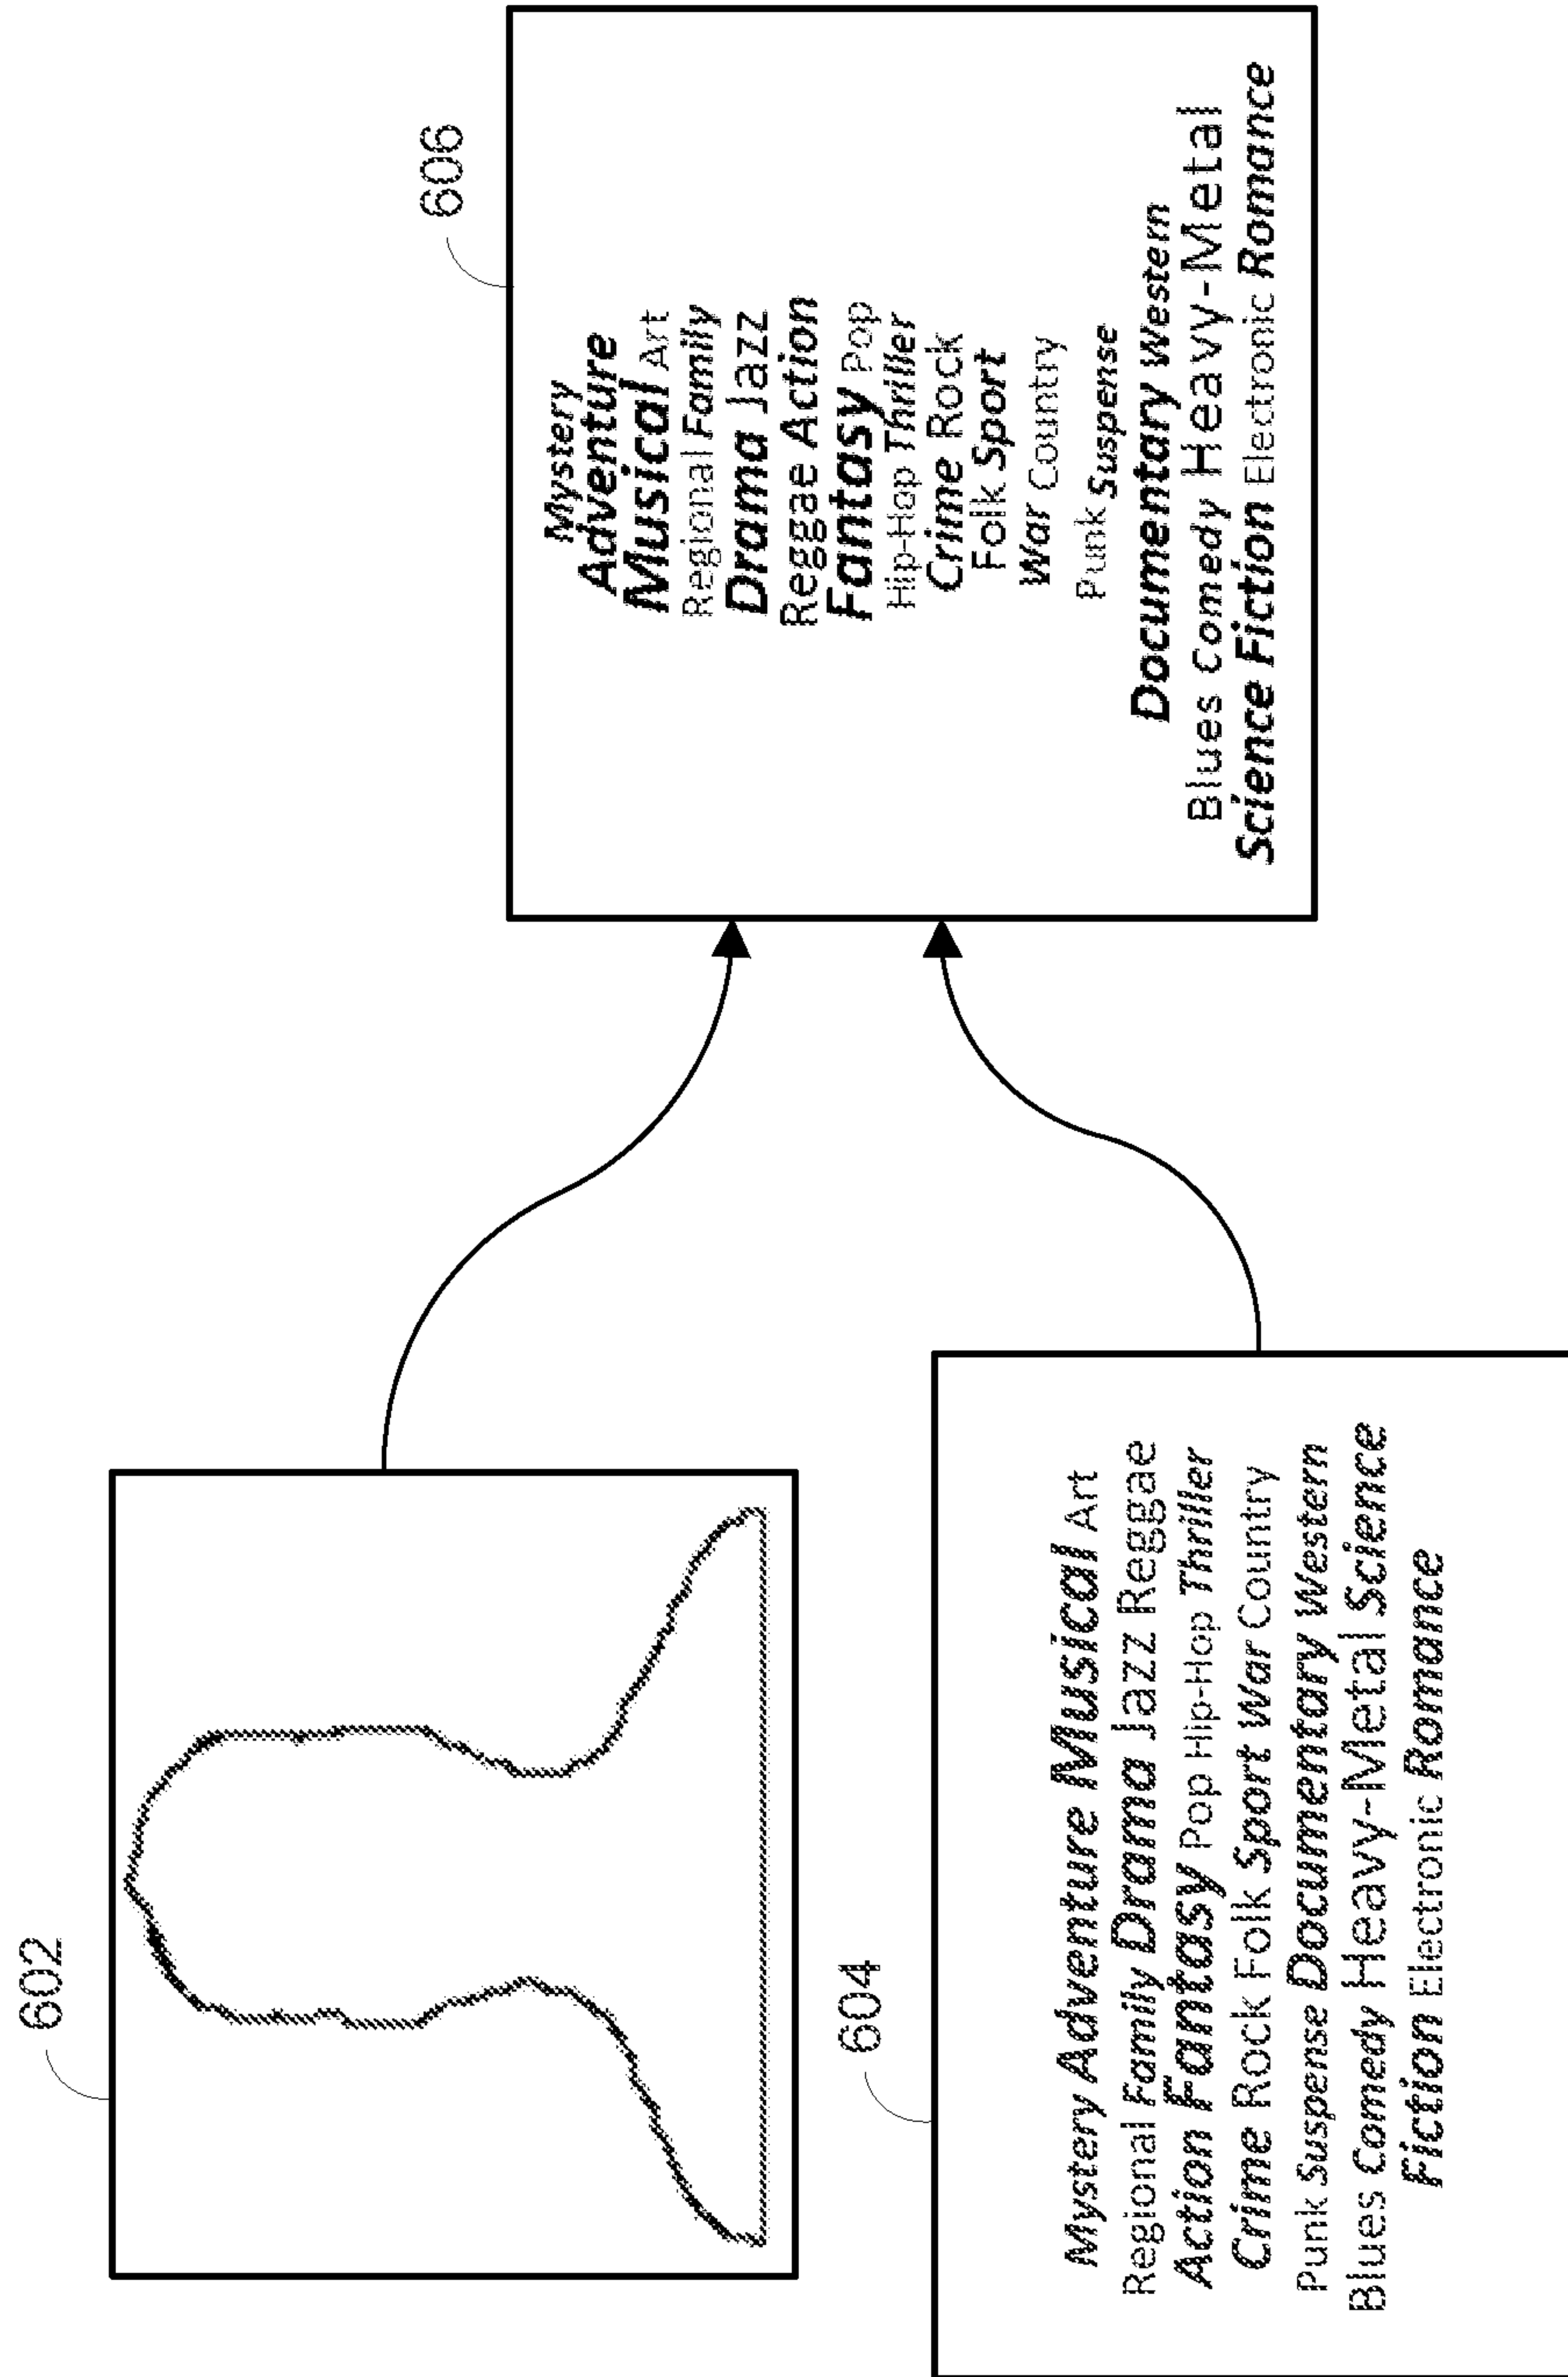 602
604
Mystery Adventure Musical Art
Regional Family Drama Jazz Reggae
Action Fantasy Pop Hip-Hop Thriller
Crime Rock Folk Sport War Country
Punk Suspense Documentary Western
Blues Comedy Heavy-Metal Science
Fiction Electronic Romance
606
Mystery
Adventure
Musical Art
Regional Family
Drama Jazz
Reggae Action
Fantasy Pop
Hip-Hop Thriller
Crime Rock
Folk Sport
War Country
Punk Suspense
Documentary Western
Blues Comedy Heavy-Metal
Science Fiction Electronic Romance